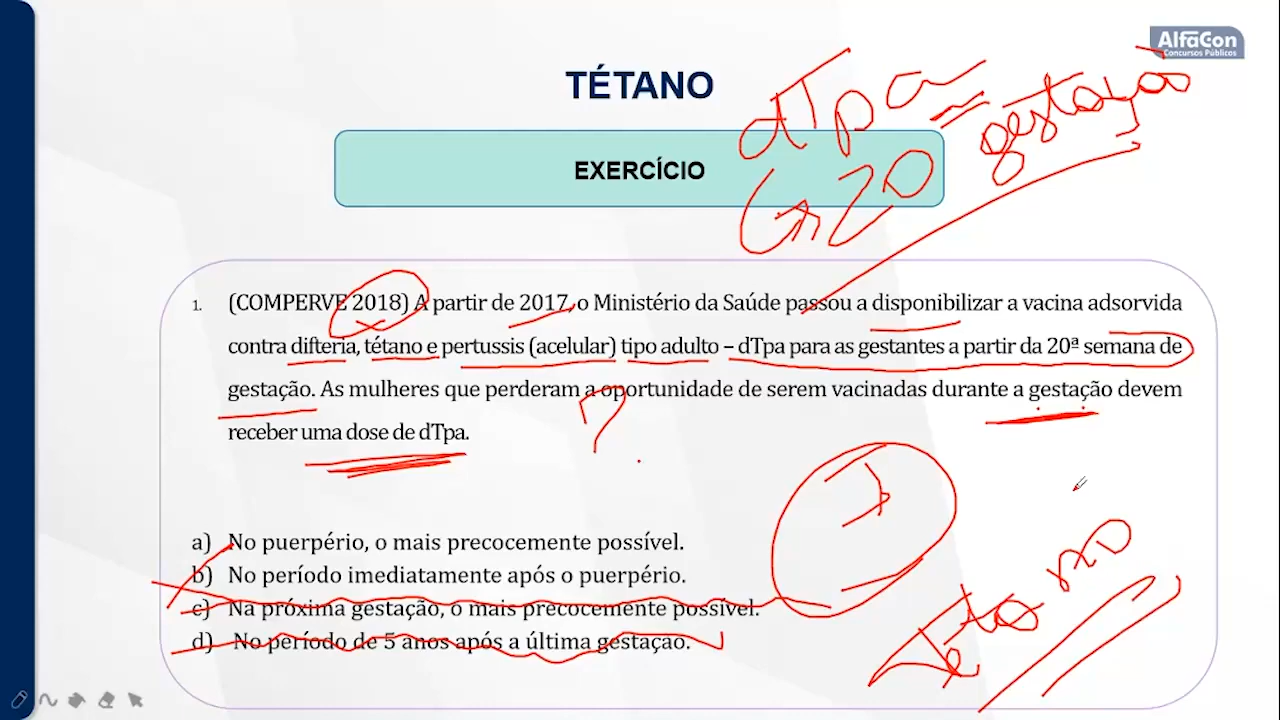 AlfaCon
Concursos Públicos
TÉTANO
dTpa = gestação
EXERCÍCIO
20
1. (COMPERVE 2018) A partir de 2017, o Ministério da Saúde passou a disponibilizar a vacina adsorvida
contra difteria, tétano e pertussis (acelular) tipo adulto – dTpa para as gestantes a partir da 20ª semana de
gestação. As mulheres que perderam a oportunidade de serem vacinadas durante a gestação devem
receber uma dose de dTpa.
?
a) No puerpério, o mais precocemente possível.
b) No período imediatamente após o puerpério.
c) Na próxima gestação, o mais precocemente possível.
d) No período de 5 anos após a última gestação.